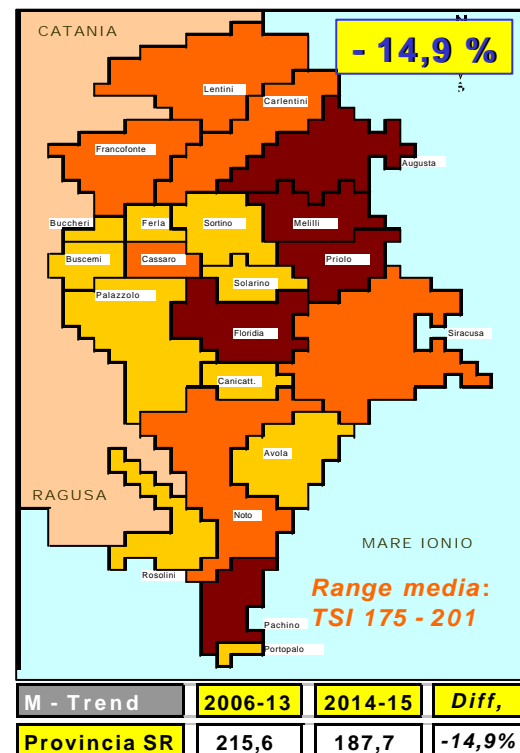 CATANIA
- 14,9 %
Lentini
Carlentini
Francofonte
Augusta
Buccheri
Ferla
Sortino
Melilli
Buscemi
Cassaro
Priolo
Solarino
Palazzolo
Floridia
Siracusa
Canicatt.
Avola
RAGUSA
Noto
MARE IONIO
Rosolini
Range media:
TSI 175 - 201
Pachino
Portopalo
M - Trend 2006-13 2014-15 Diff,
Provincia SR 215,6 187,7 -14,9%